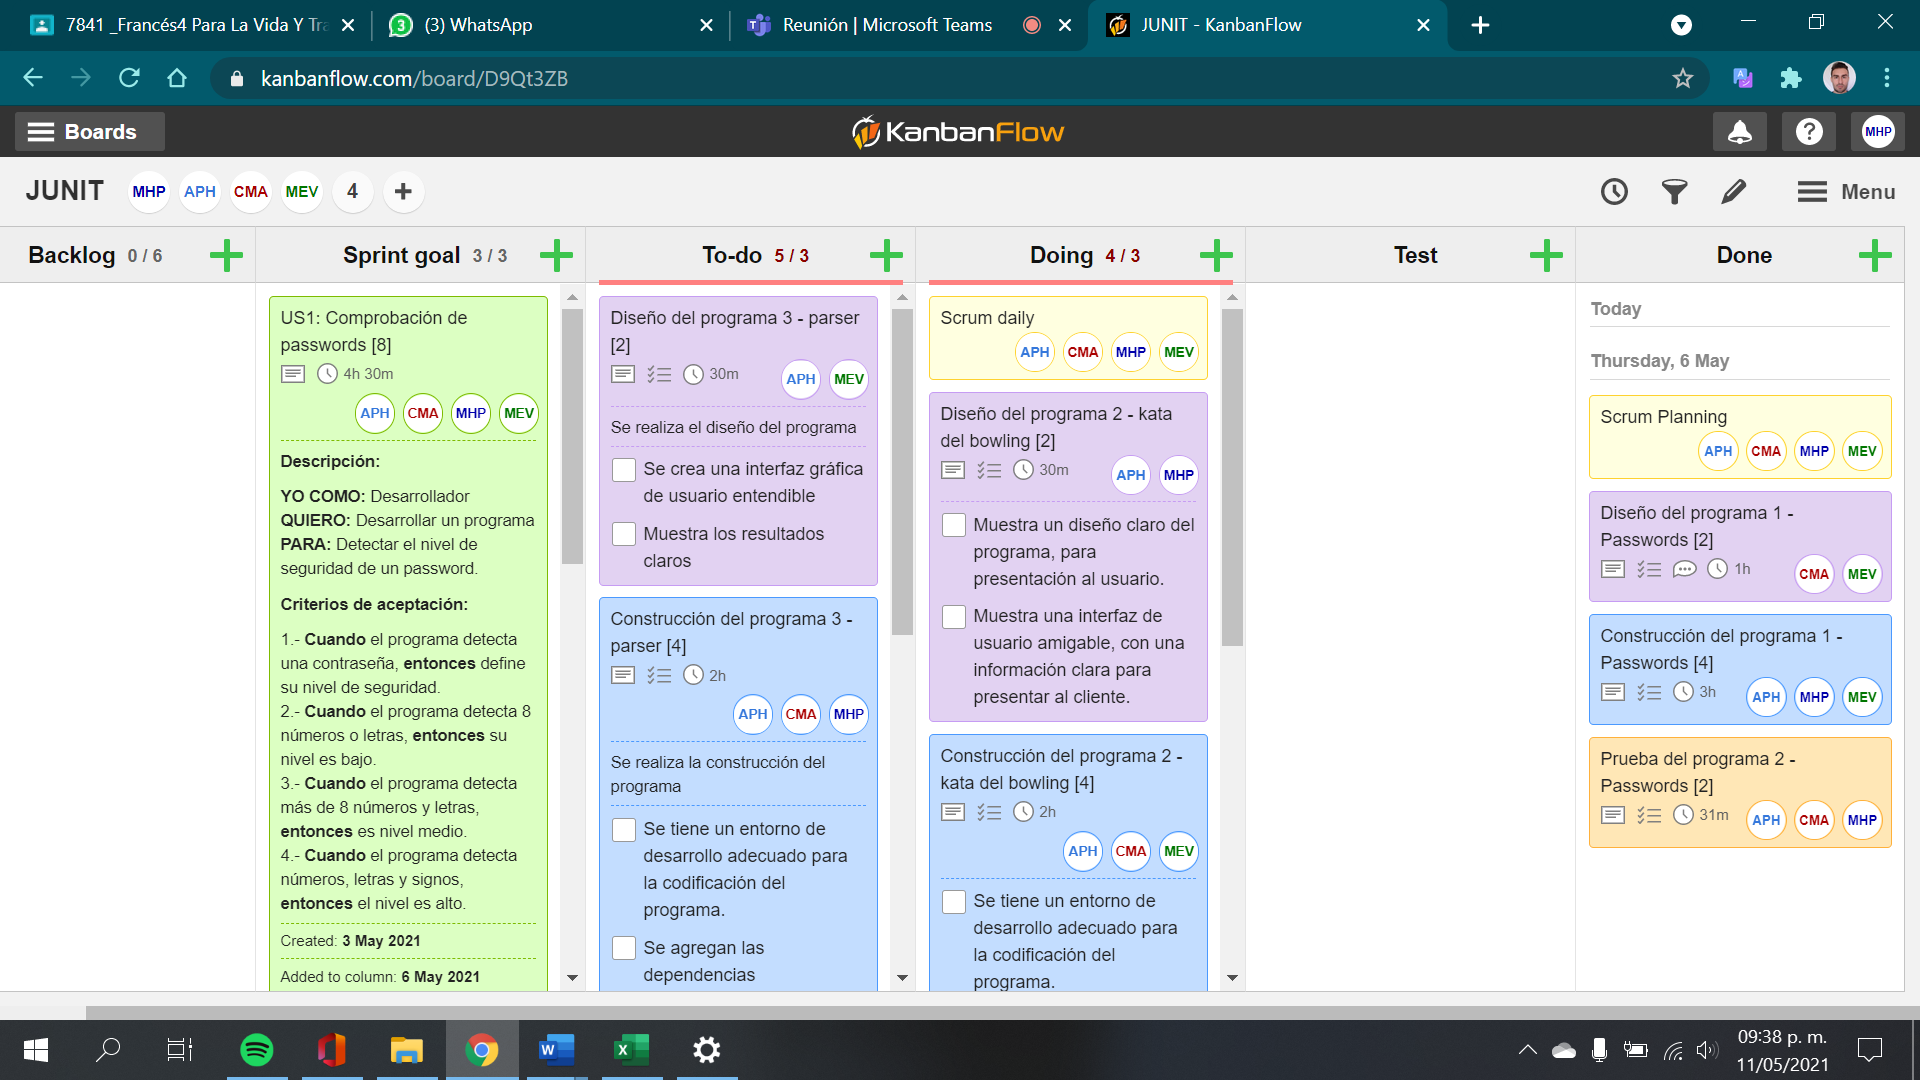 7841 _Francés4 Para La Vida Y Tra
(3) WhatsApp
Reunión | Microsoft Teams
JUNIT - KanbanFlow
kanbanflow.com/board/D9Qt3ZB
Boards
KanbanFlow
MHP
JUNIT
MHP APH CMA MEV 4
Menu
Backlog 0 / 6
Sprint goal 3 / 3
To-do 5 / 3
Doing 4 / 3
Test
Done
US1: Comprobación de
passwords [8]
4h 30m
APH CMA MHP MEV
Descripción:
YO COMO: Desarrollador
QUIERO: Desarrollar un programa
PARA: Detectar el nivel de
seguridad de un password.
Criterios de aceptación:
1.- Cuando el programa detecta
una contraseña, entonces define
su nivel de seguridad.
2.- Cuando el programa detecta 8
números o letras, entonces su
nivel es bajo.
3.- Cuando el programa detecta
más de 8 números y letras,
entonces es nivel medio.
4.- Cuando el programa detecta
números, letras y signos,
entonces el nivel es alto.
Created: 3 May 2021
Added to column: 6 May 2021
Diseño del programa 3 - parser
[2]
30m
APH MEV
Se realiza el diseño del programa
Se crea una interfaz gráfica
de usuario entendible
Muestra los resultados
claros
Construcción del programa 3 -
parser [4]
2h
APH CMA MHP
Se realiza la construcción del
programa
Se tiene un entorno de
desarrollo adecuado para
la codificación del
programa.
Se agregan las
dependencias
Scrum daily
APH CMA MHP MEV
Diseño del programa 2 - kata
del bowling [2]
30m
APH MHP
Muestra un diseño claro del
programa, para
presentación al usuario.
Muestra una interfaz de
usuario amigable, con una
información clara para
presentar al cliente.
Construcción del programa 2 -
kata del bowling [4]
2h
APH CMA MEV
Se tiene un entorno de
desarrollo adecuado para
la codificación del
programa.
Today
Thursday, 6 May
Scrum Planning
APH CMA MHP MEV
Diseño del programa 1 -
Passwords [2]
1h
CMA MEV
Construcción del programa 1 -
Passwords [4]
3h
APH MHP MEV
Prueba del programa 2 -
Passwords [2]
31m
APH CMA MHP
09:38 p. m.
11/05/2021